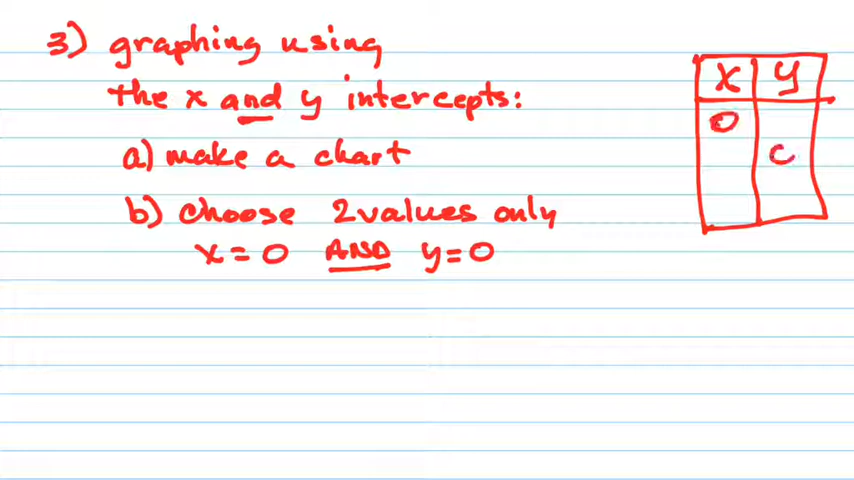 3) graphing using
the x and y intercepts:
a) make a chart
b) choose 2 values only
x = 0 AND y = 0
X Y
0
C